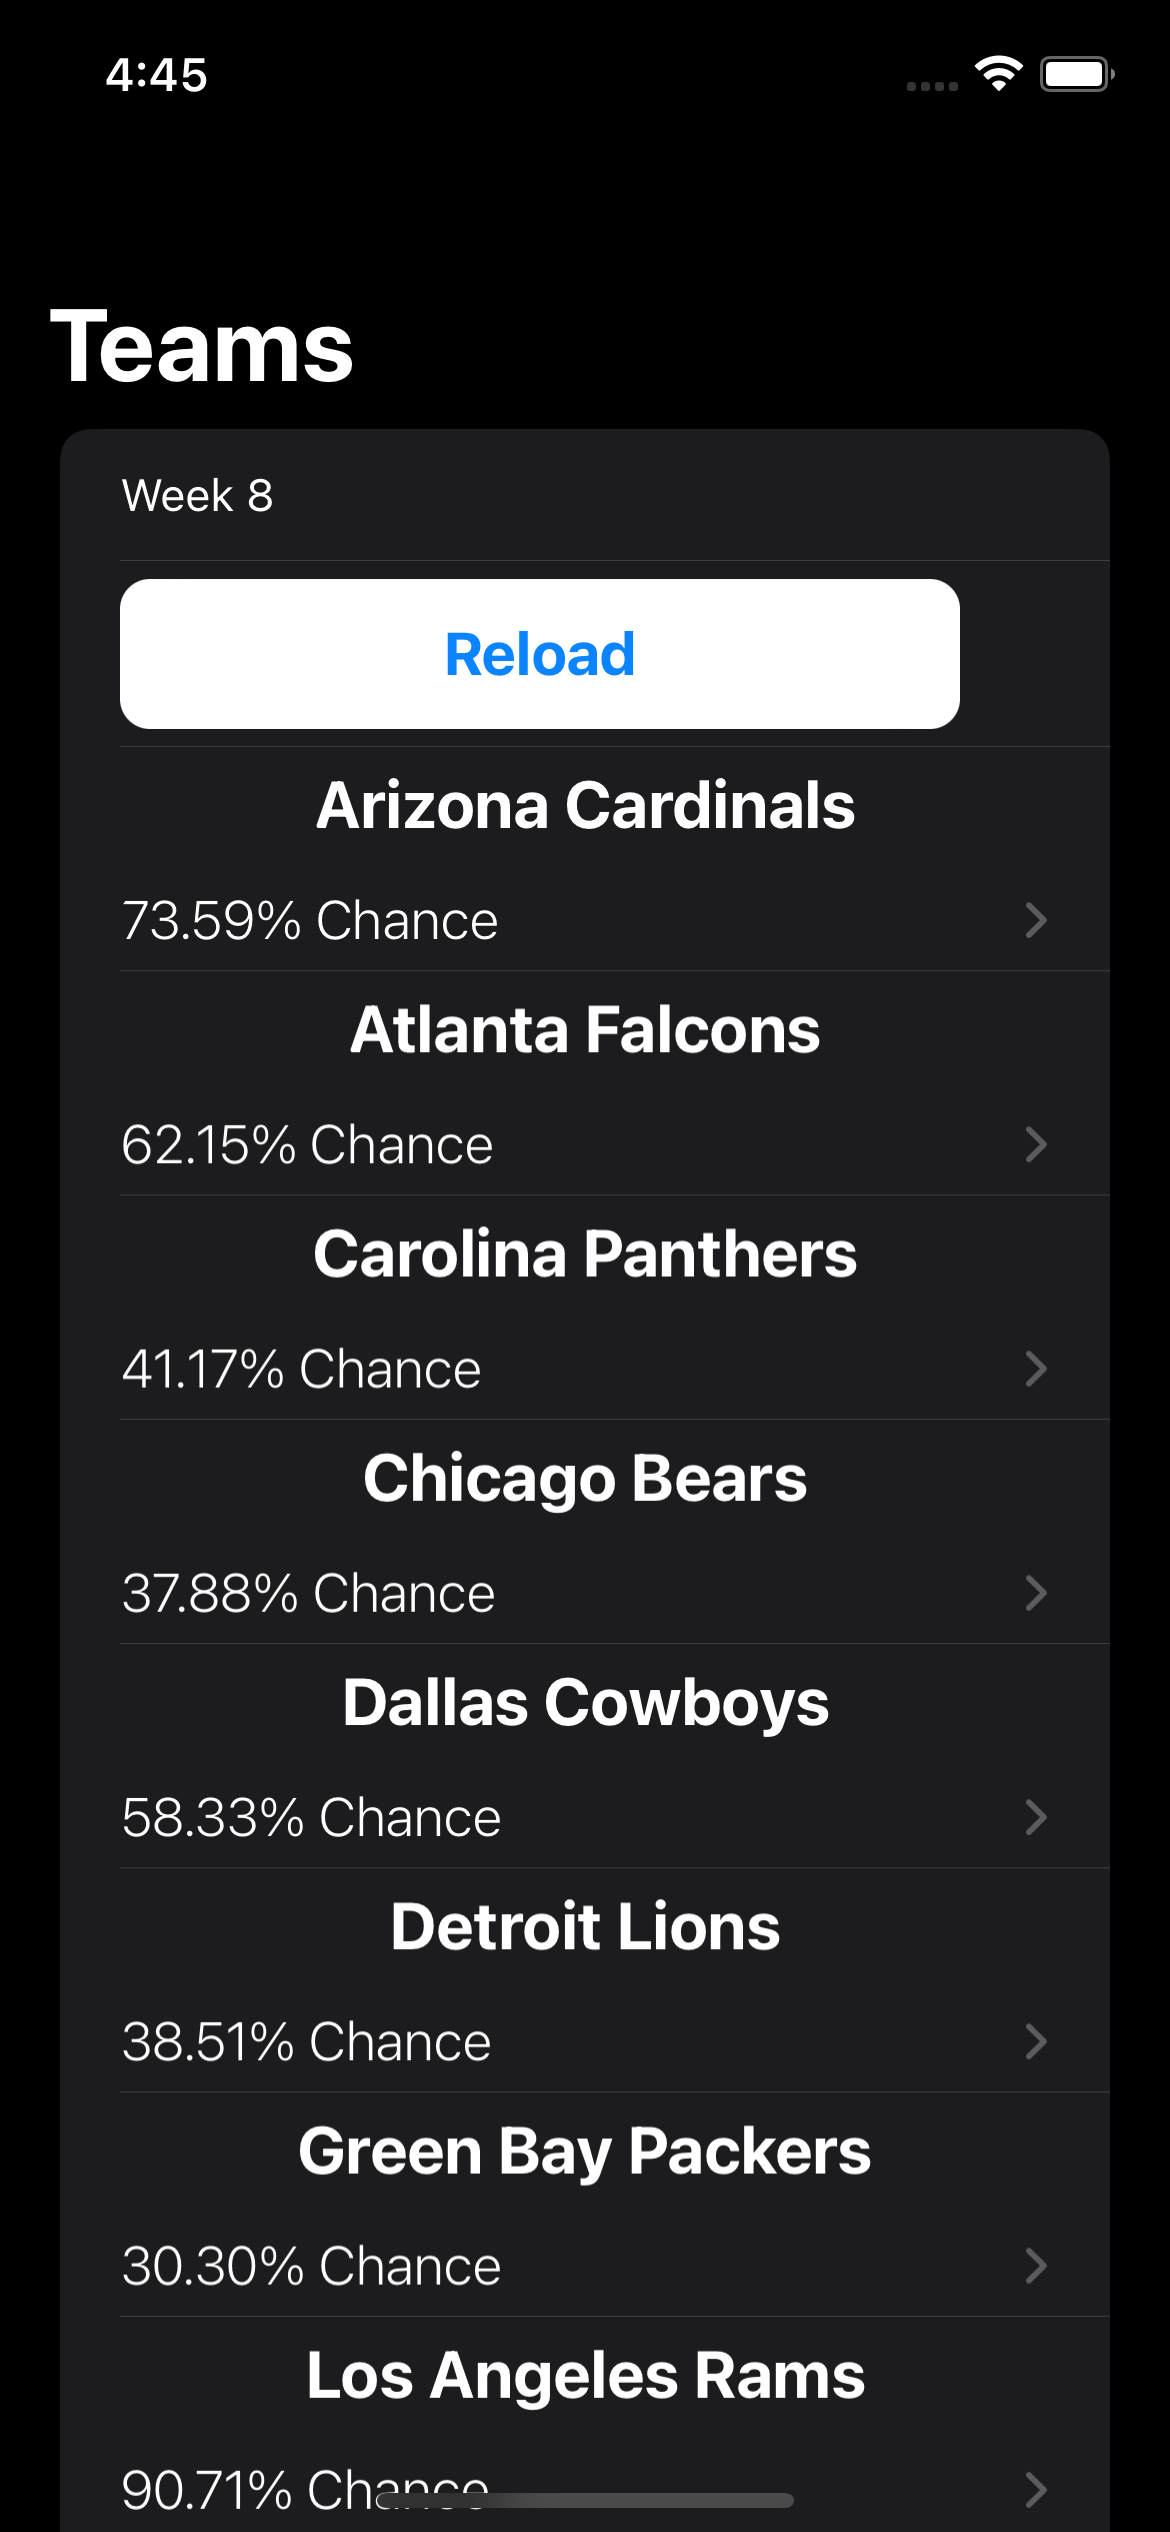 4:45
Teams
Week 8
Reload
Arizona Cardinals
73.59% Chance
Atlanta Falcons
62.15% Chance
Carolina Panthers
41.17% Chance
Chicago Bears
37.88% Chance
Dallas Cowboys
58.33% Chance
Detroit Lions
38.51% Chance
Green Bay Packers
30.30% Chance
Los Angeles Rams
90.71% Chance